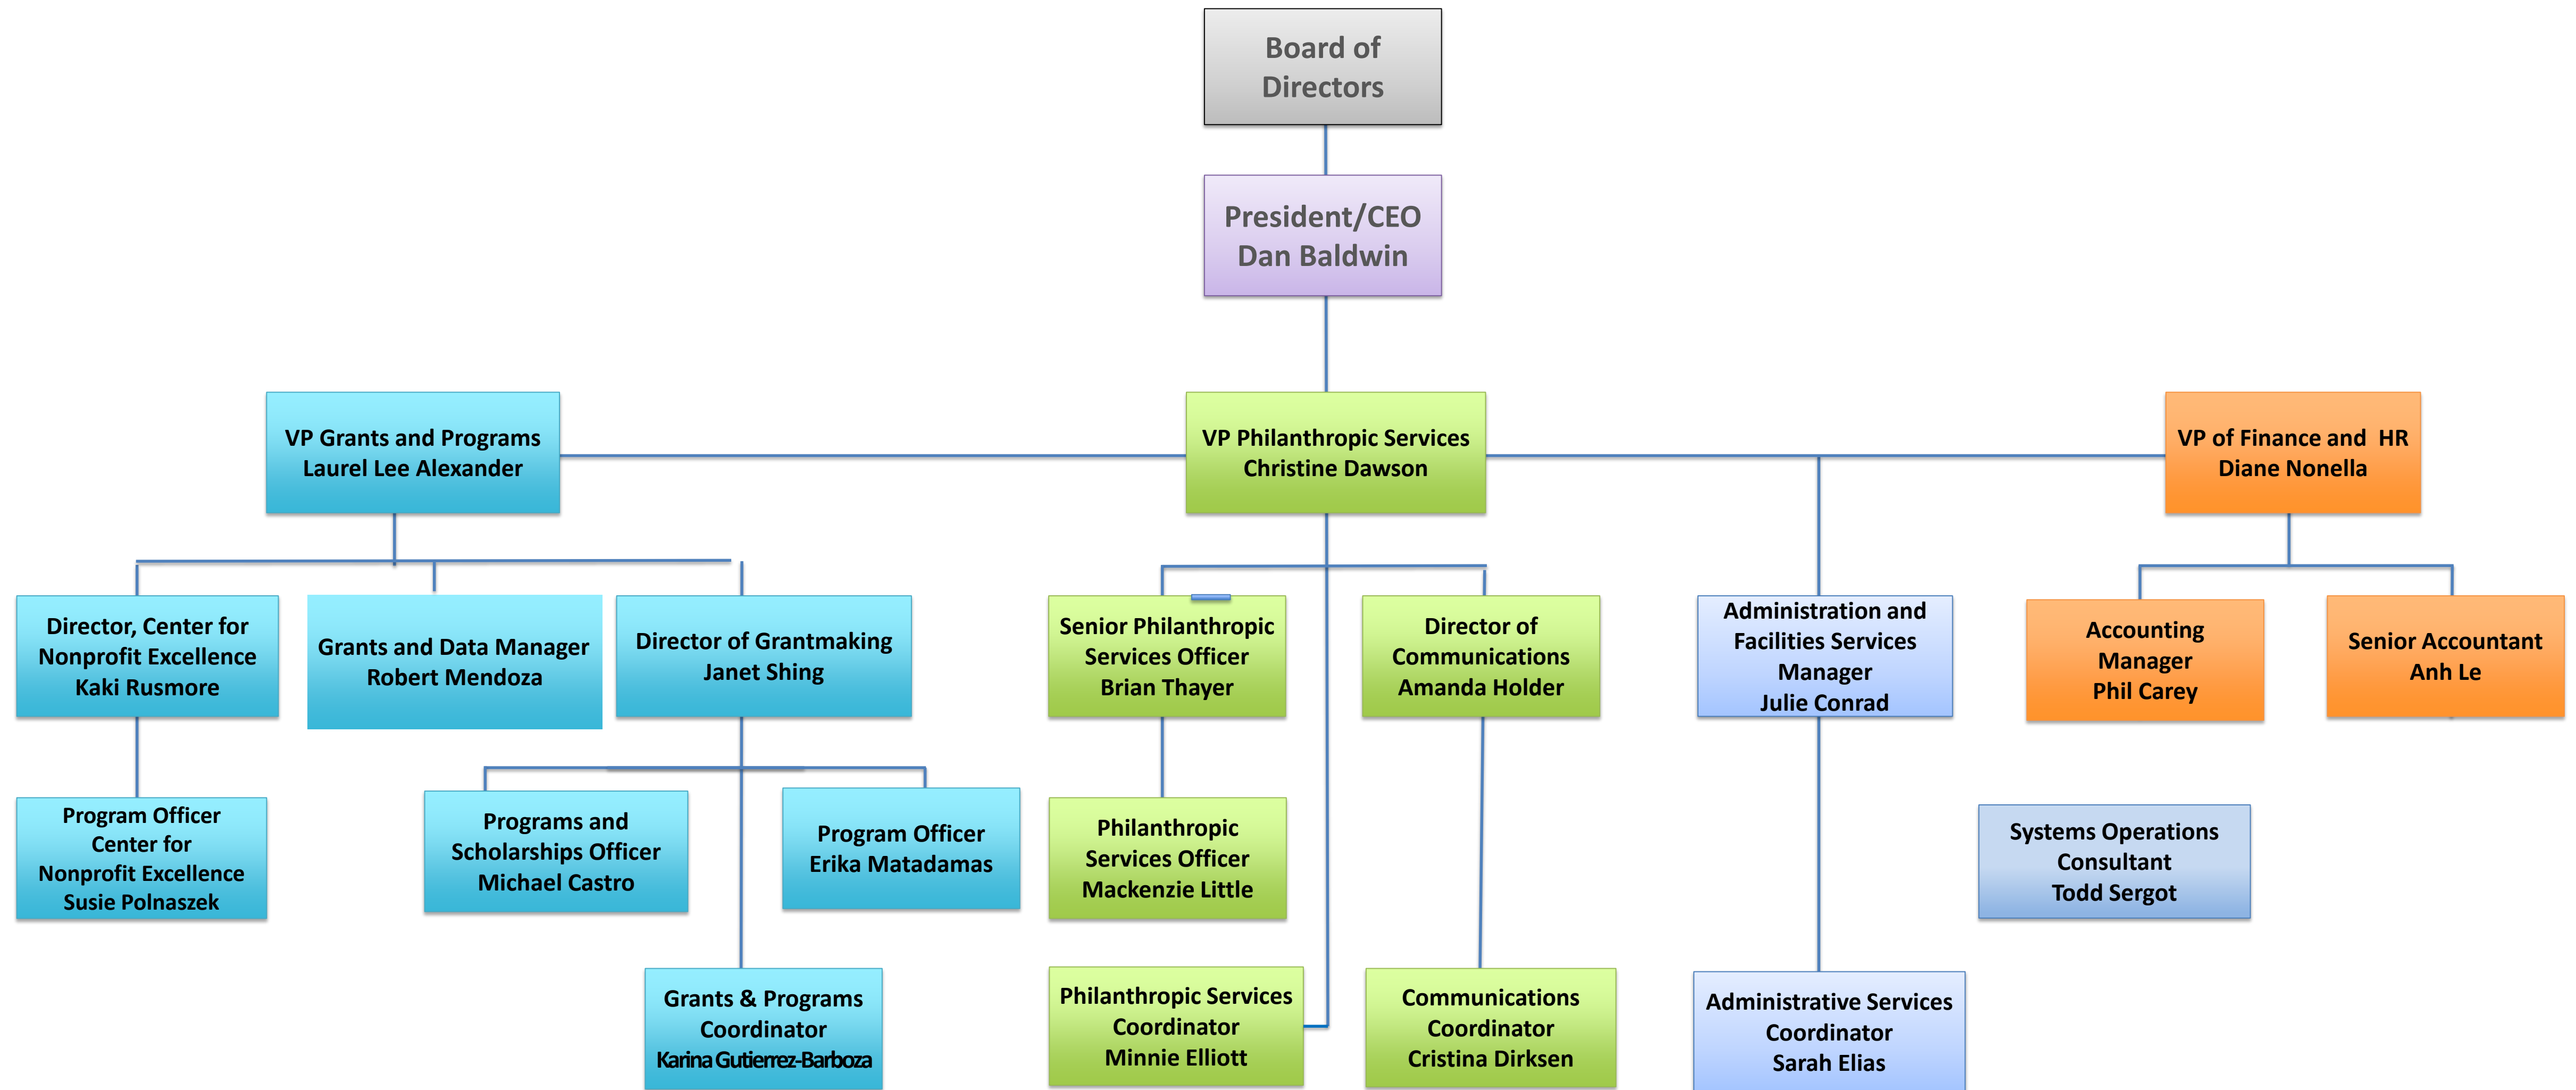 Board of
Directors
President/CEO
Dan Baldwin
VP Grants and Programs
Laurel Lee Alexander
VP Philanthropic Services
Christine Dawson
VP of Finance and  HR
Diane Nonella
Director, Center for
Nonprofit Excellence
Kaki Rusmore
Grants and Data Manager
Robert Mendoza
Director of Grantmaking
Janet Shing
Senior Philanthropic
Services Officer
Brian Thayer
Director of
Communications
Amanda Holder
Administration and
Facilities Services
Manager
Julie Conrad
Accounting
Manager
Phil Carey
Senior Accountant
Anh Le
Program Officer
Center for
Nonprofit Excellence
Susie Polnaszek
Programs and
Scholarships Officer
Michael Castro
Program Officer
Erika Matadamas
Philanthropic
Services Officer
Mackenzie Little
Systems Operations
Consultant
Todd Sergot
Grants & Programs
Coordinator
Karina Gutierrez-Barboza
Philanthropic Services
Coordinator
Minnie Elliott
Communications
Coordinator
Cristina Dirksen
Administrative Services
Coordinator
Sarah Elias